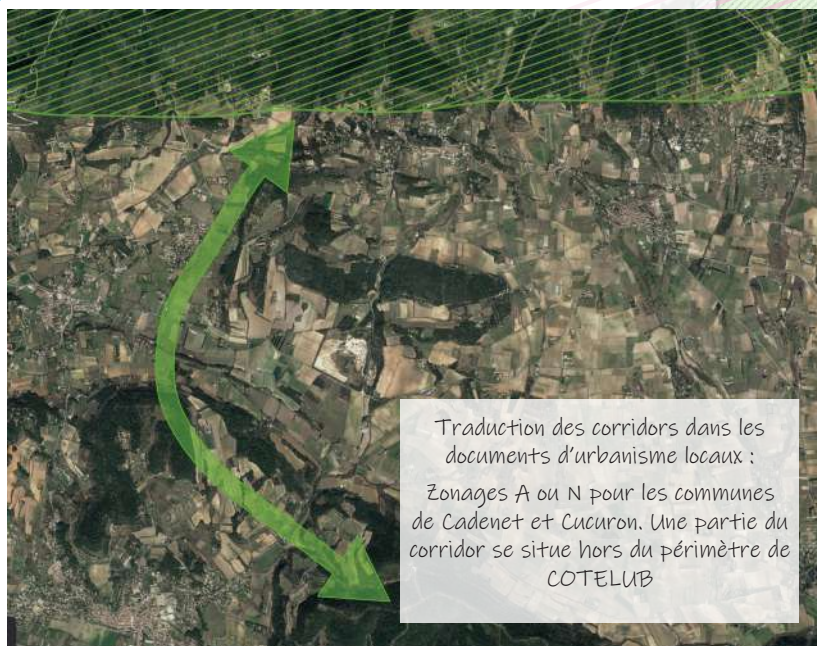 Traduction des corridors dans les
documents d'urbanisme locaux :
Zonages A ou N pour les communes
de Cadenet et Cucuron. Une partie du
corridor se situe hors du périmètre de
COTELUB